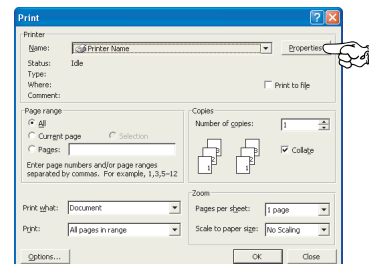 Print
Printer
Name: Printer Name Properties
Status: Idle
Type:
Where: Print to file
Comment:
Page range
All
Current page Selection
Pages:
Enter page numbers and/or page ranges
separated by commas. For example, 1,3,5–12
Copies
Number of copies: 1
Collate
Print what: Document
Print: All pages in range
Zoom
Pages per sheet: 1 page
Scale to paper size: No Scaling
Options... OK Close